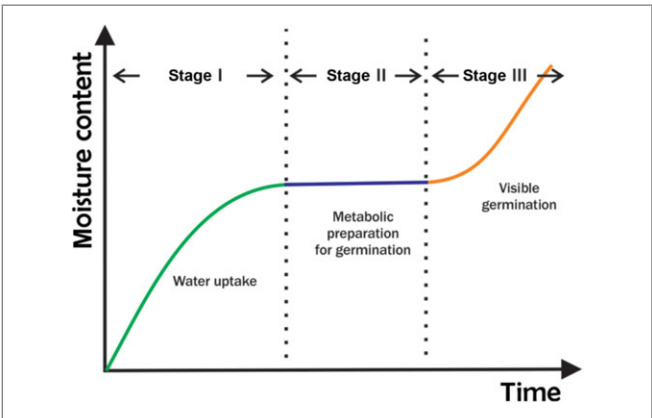 Moisture content
Stage I
Stage II
Stage III
Water uptake
Metabolic
preparation
for germination
Visible
germination
Time